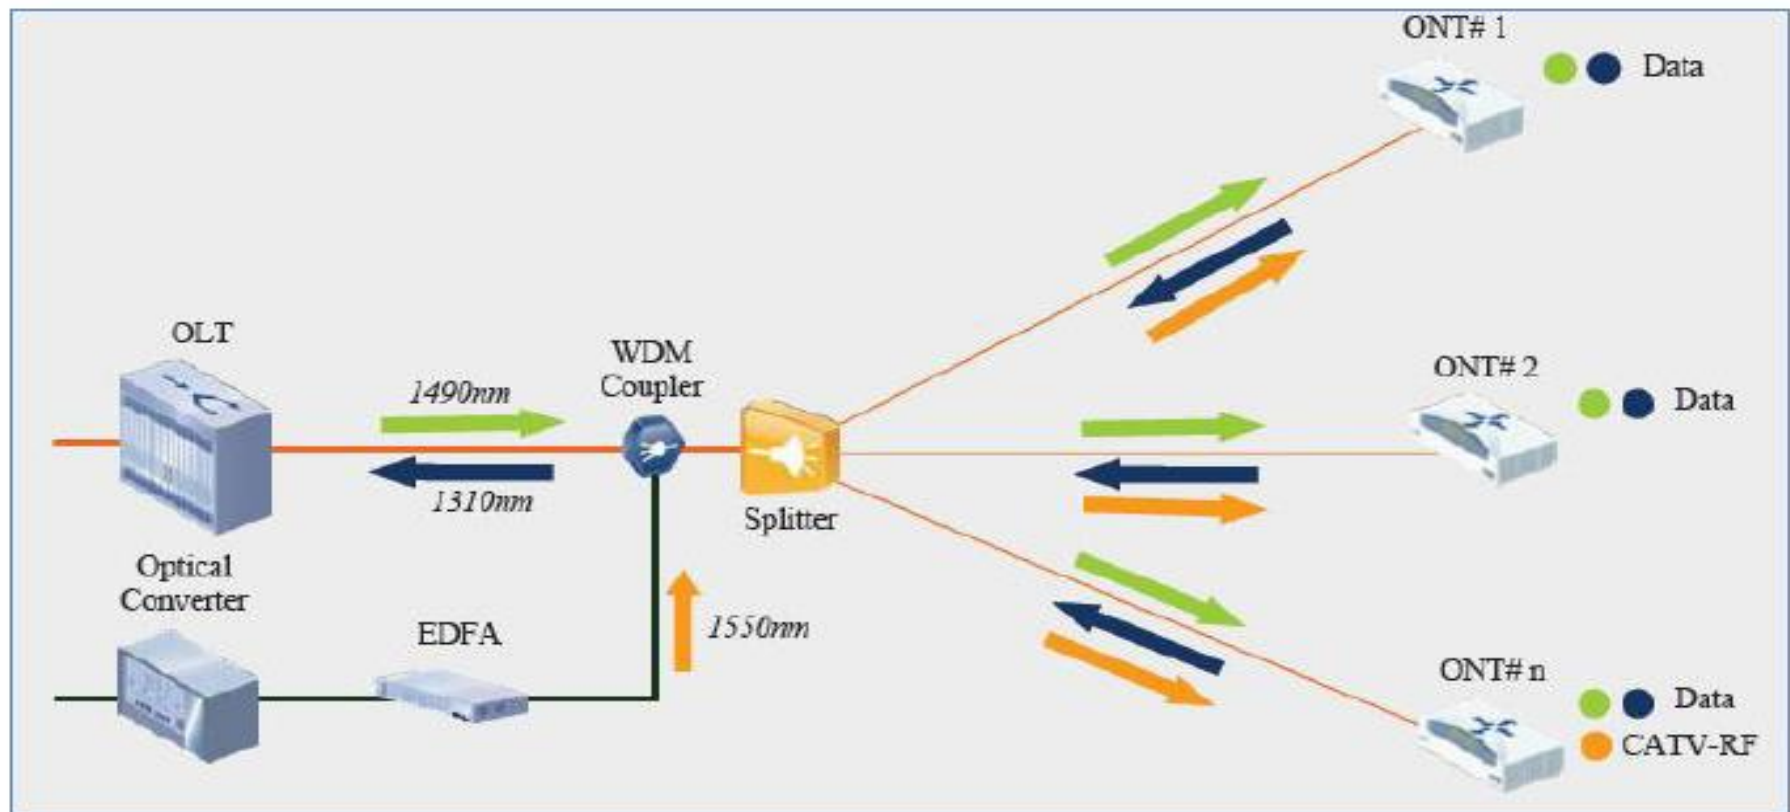 ONT# 1
Data
OLT
1490nm
1310nm
WDM
Coupler
Splitter
ONT# 2
Data
Optical
Converter
EDFA
1550nm
ONT# n
Data
CATV-RF